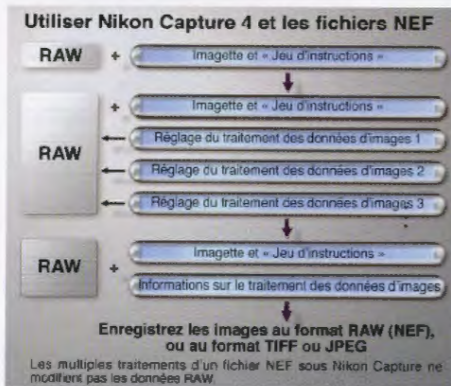 Utiliser Nikon Capture 4 et les fichiers NEF
RAW + Imagette et « Jeu d'instructions »
+ Imagette et « Jeu d'instructions »
Réglage du traitement des données d'images 1
RAW
Réglage du traitement des données d'images 2
Réglage du traitement des données d'images 3
Imagette et « Jeu d'instructions »
RAW +
Informations sur le traitement des données d'images
Enregistrez les images au format RAW (NEF),
ou au format TIFF ou JPEG
Les multiples traitements d'un fichier NEF sous Nikon Capture ne
modifient pas les données RAW.